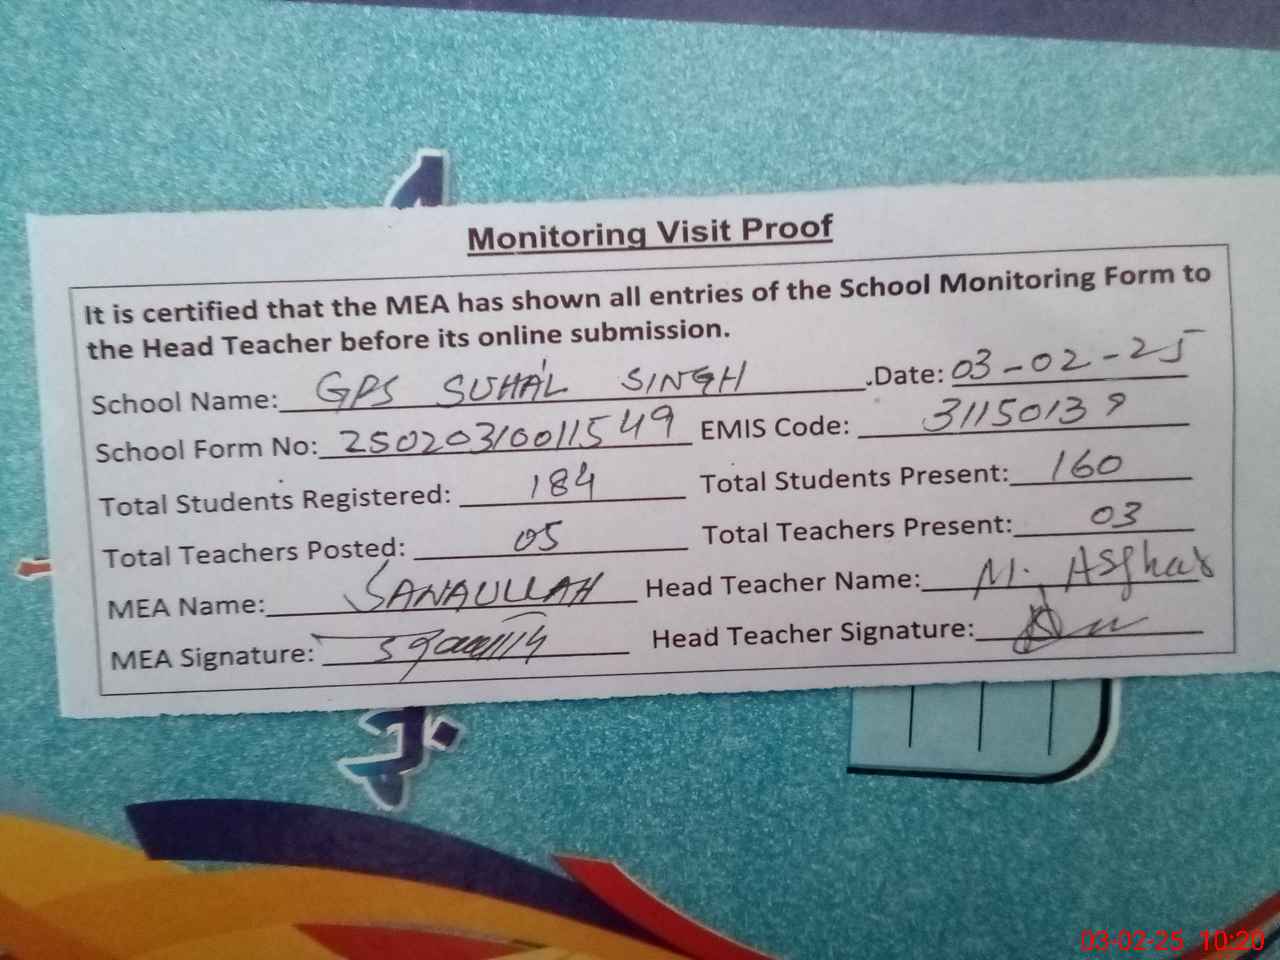 Monitoring Visit Proof
It is certified that the MEA has shown all entries of the School Monitoring Form to
the Head Teacher before its online submission.
School Name: GPS SUHAL SINGH .Date: 03-02-25
School Form No: 25020310011549 EMIS Code: 31150139
Total Students Registered: 184 Total Students Present: 160
Total Teachers Posted: 05 Total Teachers Present: 03
MEA Name: SANAULLAH Head Teacher Name: M. Asghar
MEA Signature: Head Teacher Signature:
03-02-25 10:20